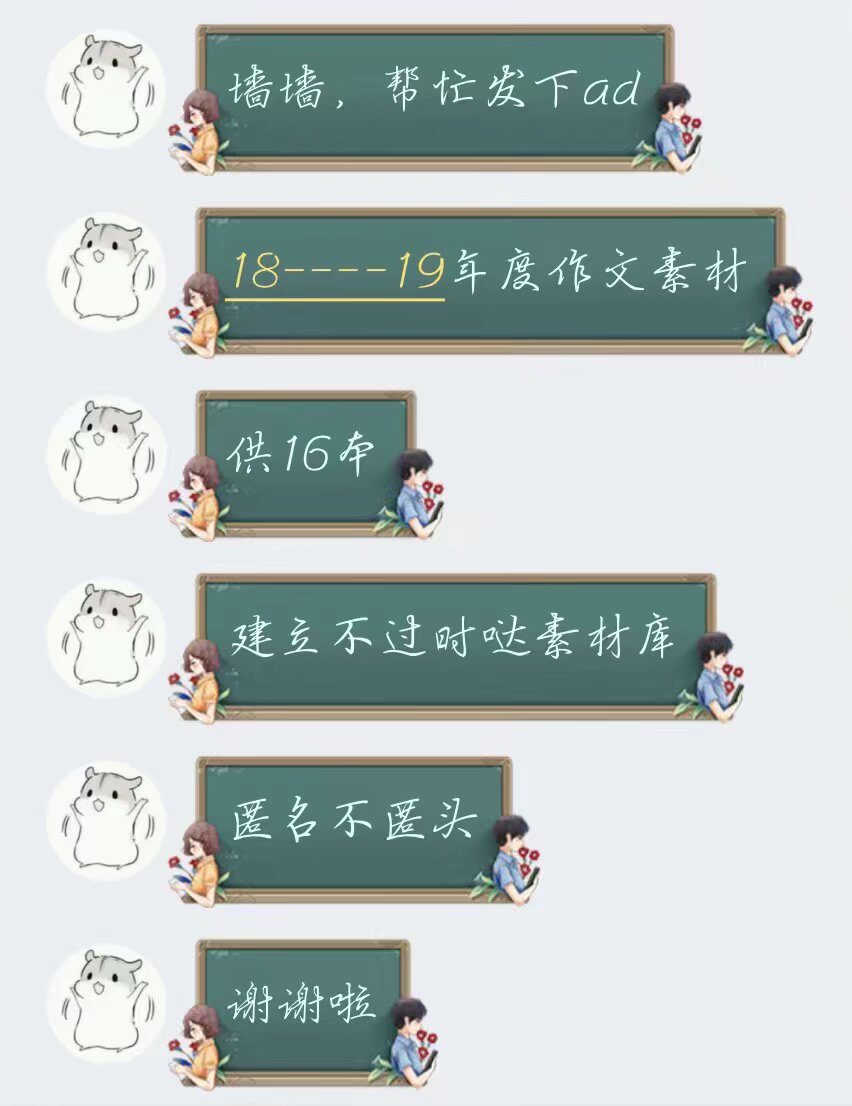 墙墙，帮忙发下ad
18----19年度作文素材
供16本
建立不过时哒素材库
匿名不匿头
谢谢啦